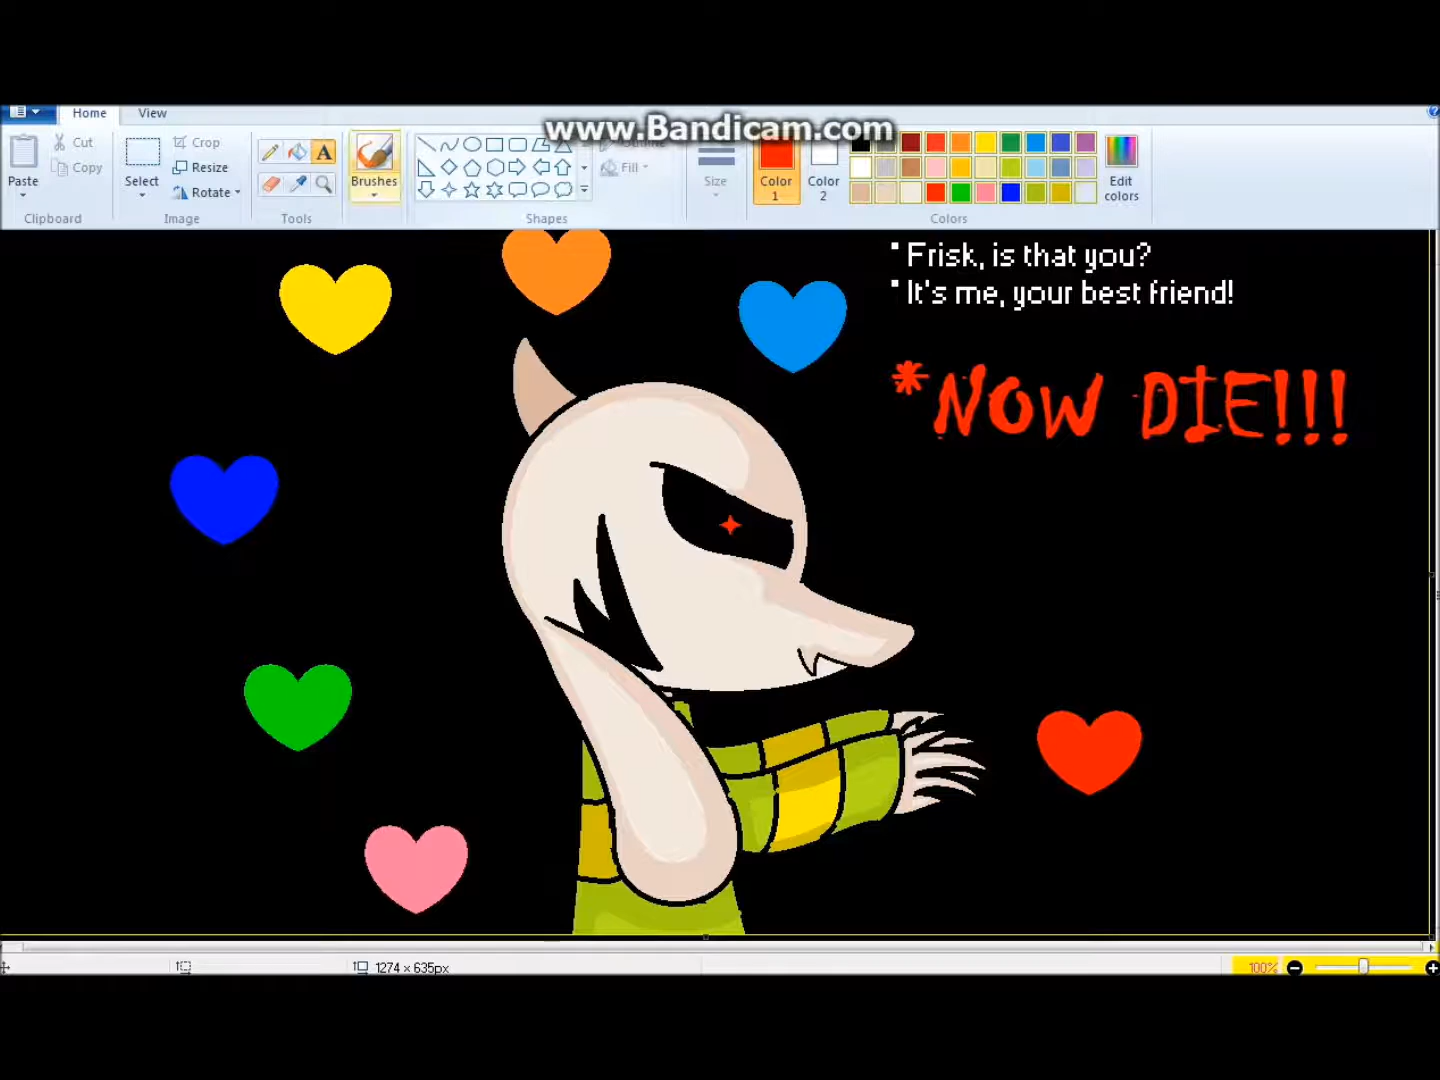 www.Bandicam.com
Home View
Cut
Copy
Paste
Clipboard
Select
Crop
Resize
Rotate
Image
A
Tools
Brushes
Shapes
Outline
Fill
Size
Color 1
Color 2
Edit colors
Colors
* Frisk, is that you?
* It's me, your best friend!
*NOW DIE!!!
1274 × 635px
100%